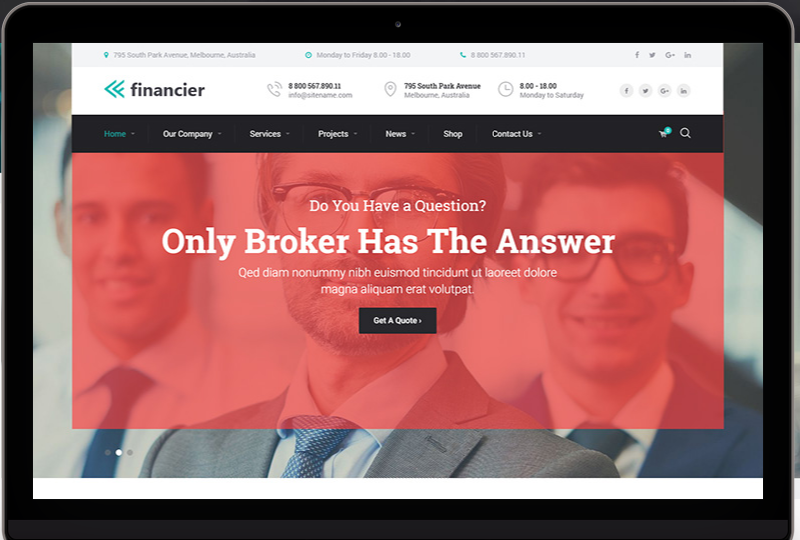 795 South Park Avenue, Melbourne, Australia
Monday to Friday 8.00 - 18.00
8 800 567.890.11
financier
8 800 567.890.11
info@sitename.com
795 South Park Avenue
Melbourne, Australia
8.00 - 18.00
Monday to Saturday
Home
Our Company
Services
Projects
News
Shop
Contact Us
Do You Have a Question?
Only Broker Has The Answer
Qed diam nonummy nibh euismod tincidunt ut laoreet dolore
magna aliquam erat volutpat.
Get A Quote ›